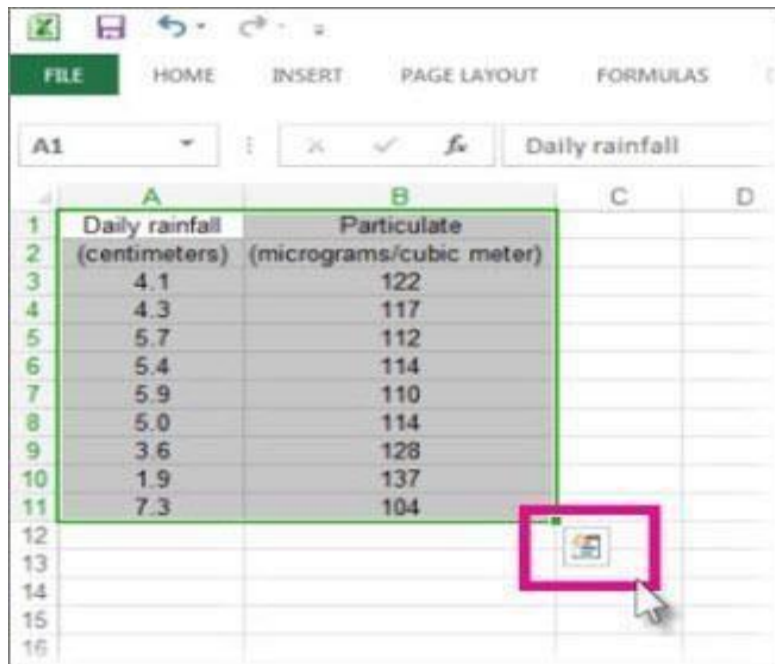 FILE HOME INSERT PAGE LAYOUT FORMULAS
A1 fx Daily rainfall
A B C D
1 Daily rainfall Particulate
2 (centimeters) (micrograms/cubic meter)
3 4.1 122
4 4.3 117
5 5.7 112
6 5.4 114
7 5.9 110
8 5.0 114
9 3.6 128
10 1.9 137
11 7.3 104
12
13
14
15
16